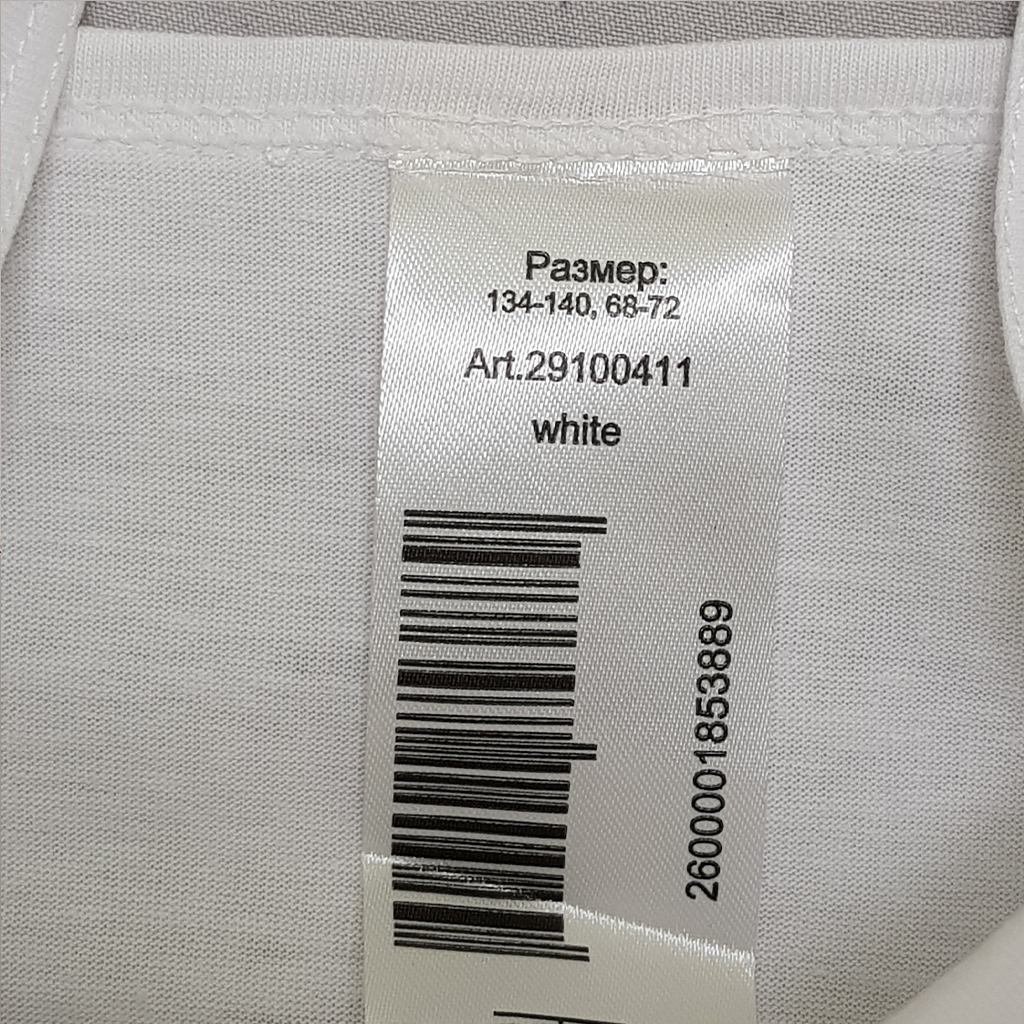 Размер:
134-140, 68-72
Art.29100411
white
2600001853889